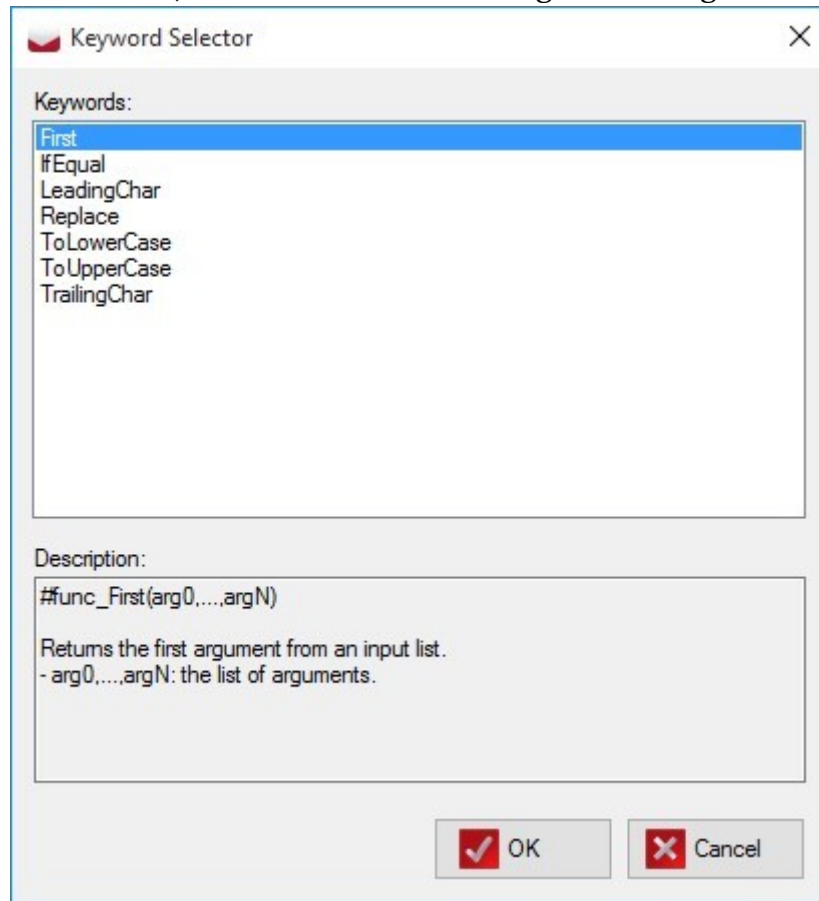 Keyword Selector
Keywords:
First
IfEqual
LeadingChar
Replace
ToLowerCase
ToUpperCase
TrailingChar
Description:
#func_First(arg0,...,argN)
Returns the first argument from an input list.
- arg0,...,argN: the list of arguments.
OK
Cancel